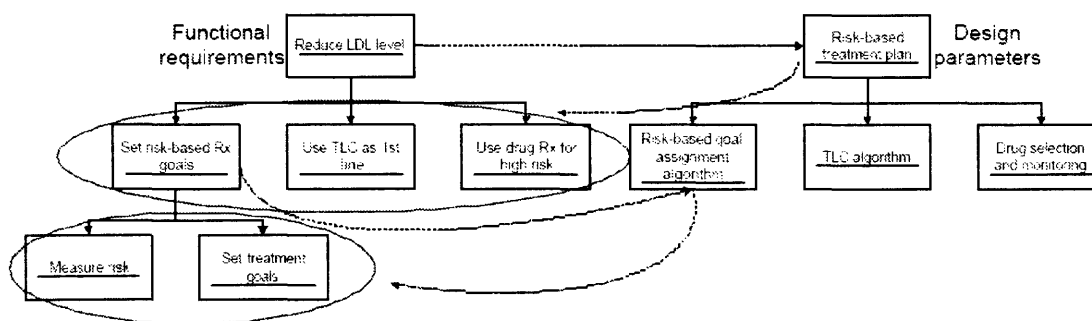 Functional
requirements
Reduce LDL level
Risk-based
treatment plan
Design
parameters
Set risk-based Rx
goals
Use TLC as 1st
line
Use drug Rx for
high risk
Risk-based goal
assignment
algorithm
TLC algorithm
Drug selection
and monitoring
Measure risk
Set treatment
goals